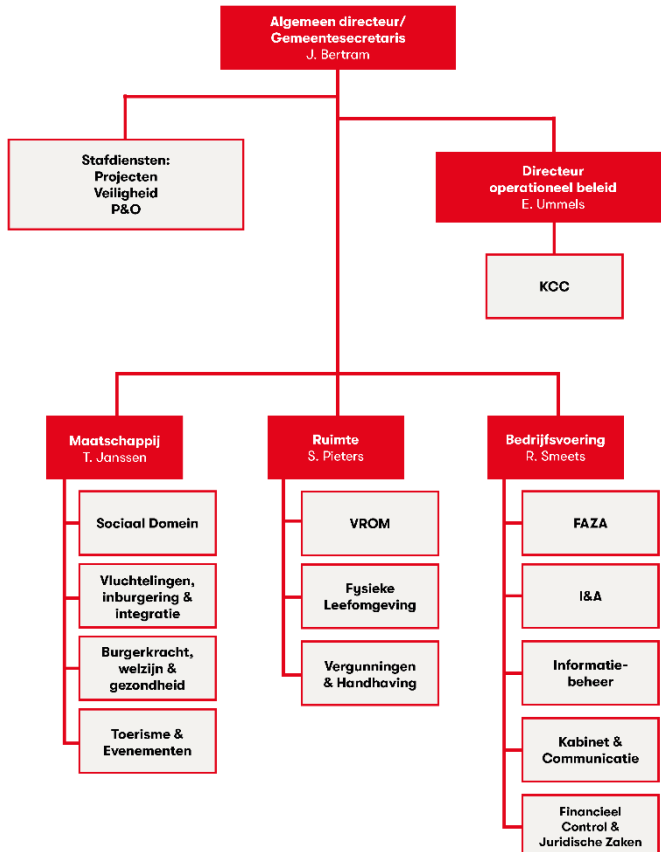 Algemeen directeur/
Gemeentesecretaris
J. Bertram
Stafdiensten:
Projecten
Veiligheid
P&O
Directeur
operationeel beleid
E. Ummels
KCC
Maatschappij
T. Janssen
Sociaal Domein
Vluchtelingen,
inburgering &
integratie
Burgerkracht,
welzijn &
gezondheid
Toerisme &
Evenementen
Ruimte
S. Pieters
VROM
Fysieke
Leefomgeving
Vergunningen
& Handhaving
Bedrijfsvoering
R. Smeets
FAZA
I&A
Informatie-
beheer
Kabinet &
Communicatie
Financieel
Control &
Juridische Zaken